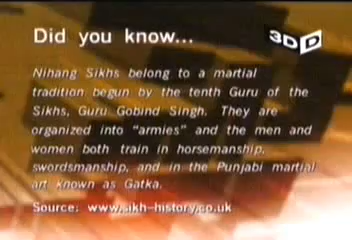 Did you know...
3DD
Nihang Sikhs belong to a martial
tradition begun by the tenth Guru of the
Sikhs, Guru Gobind Singh. They are
organized into "armies" and the men and
women both train in horsemanship,
swordsmanship, and in the Punjabi martial
art known as Gatka.
Source: www.sikh-history.co.uk